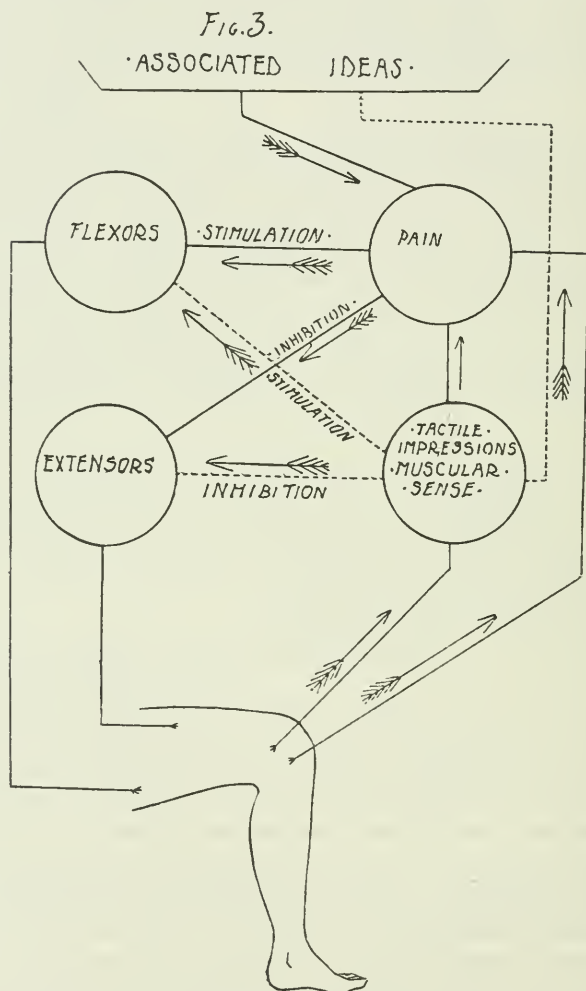 FIG.3.
·ASSOCIATED IDEAS·
FLEXORS
·STIMULATION·
PAIN
·INHIBITION·
STIMULATION
EXTENSORS
INHIBITION
·TACTILE·
IMPRESSIONS
·MUSCULAR·
·SENSE·